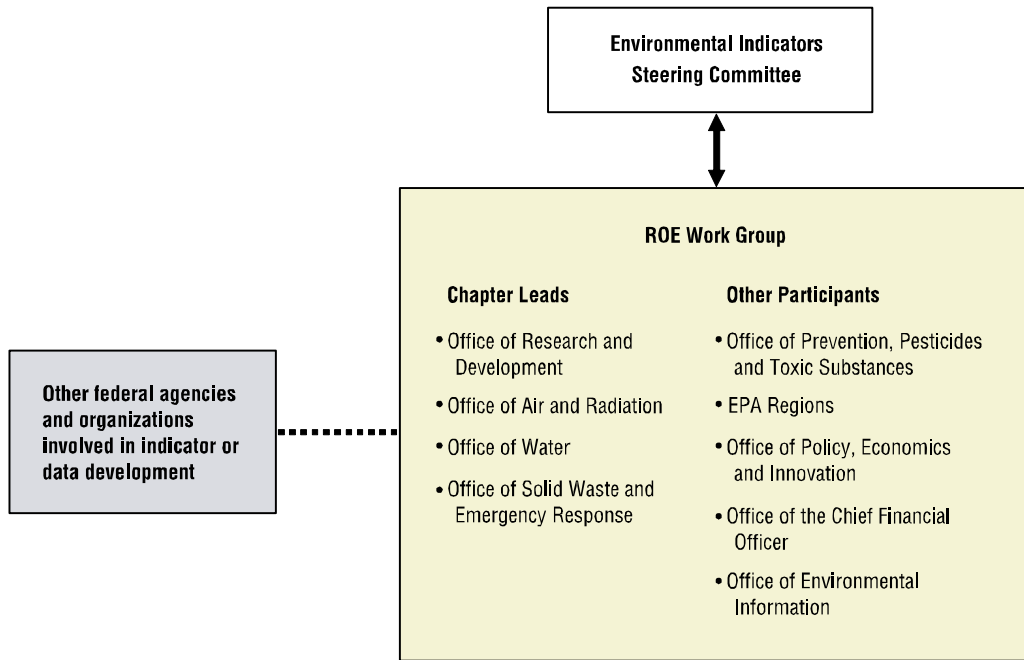 Environmental Indicators
Steering Committee
ROE Work Group
Chapter Leads
• Office of Research and
Development
• Office of Air and Radiation
• Office of Water
• Office of Solid Waste and
Emergency Response
Other Participants
• Office of Prevention, Pesticides
and Toxic Substances
• EPA Regions
• Office of Policy, Economics
and Innovation
• Office of the Chief Financial
Officer
• Office of Environmental
Information
Other federal agencies
and organizations
involved in indicator or
data development